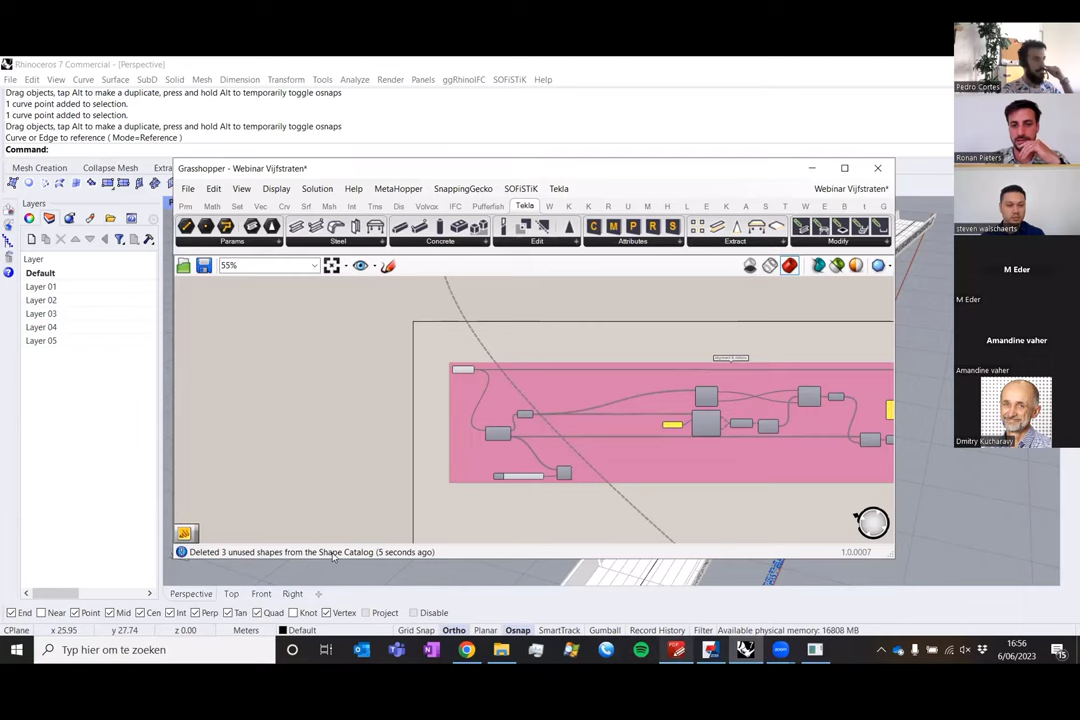 Rhinoceros 7 Commercial - [Perspective]
File Edit View Curve Surface SubD Solid Mesh Dimension Transform Tools Analyze Render Panels ggRhinoIFC SOFiSTiK Help
Drag objects, tap Alt to make a duplicate, press and hold Alt to temporarily toggle osnaps
1 curve point added to selection.
1 curve point added to selection.
Drag objects, tap Alt to make a duplicate, press and hold Alt to temporarily toggle osnaps
Curve or Edge to reference ( Mode=Reference )
Command:
Mesh Creation Collapse Mesh Extra
Layers
Layer
Default
Layer 01
Layer 02
Layer 03
Layer 04
Layer 05
Grasshopper - Webinar Vijfstraten*
File Edit View Display Solution Help MetaHopper SnappingGecko SOFiSTiK Tekla
Webinar Vijfstraten*
Prm Math Set Vec Crv Srf Msh Int Trns Dis Volvox IFC Pufferfish Tekla W K K R U M H L E K P A S T B t G
Params Steel Concrete Edit Attributes Extract Modify
C M P R S
55%
Deleted 3 unused shapes from the Shape Catalog (5 seconds ago)
1.0.0007
Perspective Top Front Right
End Near Point Mid Cen Int Perp Tan Quad Knot Vertex Project Disable
CPlane x 25.95 y 27.74 z 0.00 Meters Default Grid Snap Ortho Planar Osnap SmartTrack Gumball Record History Filter Available physical memory: 16808 MB
Typ hier om te zoeken
zoom
16:56
6/06/2023
15
Pedro Cortes
Ronan Pieters
steven walschaerts
M Eder
M Eder
Amandine vaher
Amandine vaher
Dmitry Kucharavy